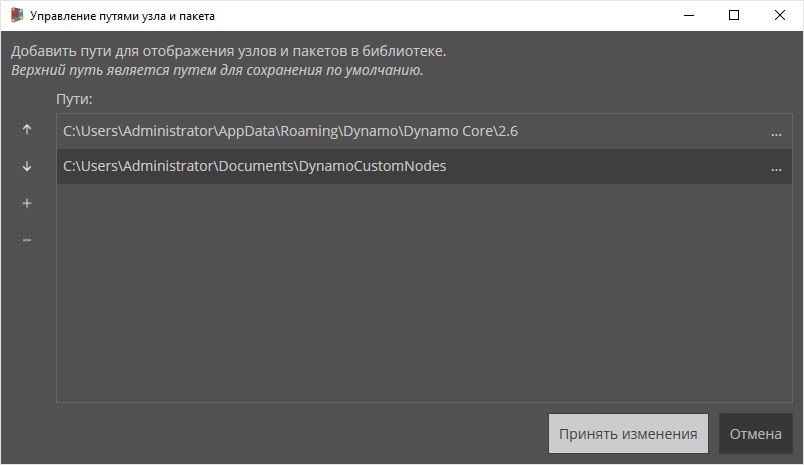 Управление путями узла и пакета
Добавить пути для отображения узлов и пакетов в библиотеке.
Верхний путь является путем для сохранения по умолчанию.
Пути:
C:\Users\Administrator\AppData\Roaming\Dynamo\Dynamo Core\2.6 ...
C:\Users\Administrator\Documents\DynamoCustomNodes ...
Принять изменения Отмена